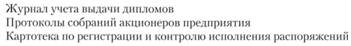 Журнал учета выдачи дипломов
Протоколы собраний акционеров предприятия
Картотека по регистрации и контролю исполнения распоряжений